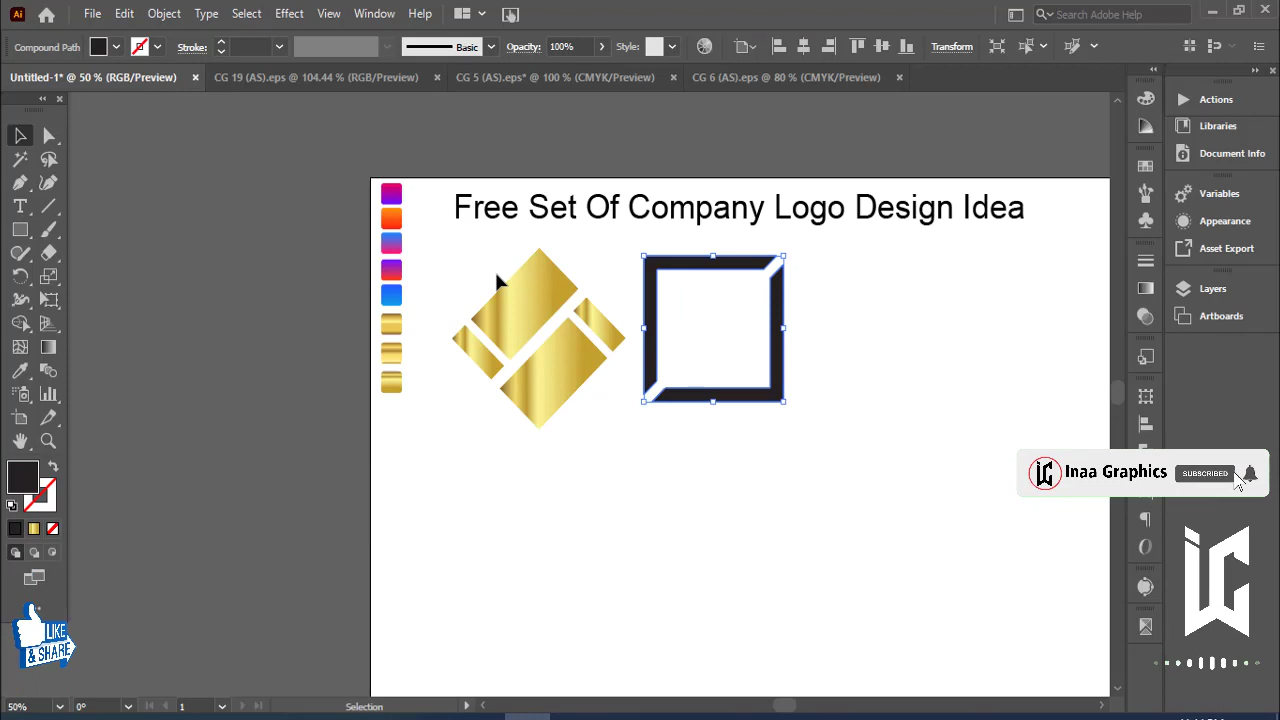 Ai File Edit Object Type Select Effect View Window Help Search Adobe Help
Compound Path Stroke: Basic Opacity: 100% Style: Transform
Untitled-1* @ 50 % (RGB/Preview) × CG 19 (AS).eps @ 104.44 % (RGB/Preview) × CG 5 (AS).eps* @ 100 % (CMYK/Preview) × CG 6 (AS).eps @ 80 % (CMYK/Preview) ×
Actions
Libraries
Document Info
Variables
Appearance
Asset Export
Layers
Artboards
Free Set Of Company Logo Design Idea
Inaa Graphics SUBSCRIBED
LIKE
& SHARE
50% 0° 1 Selection